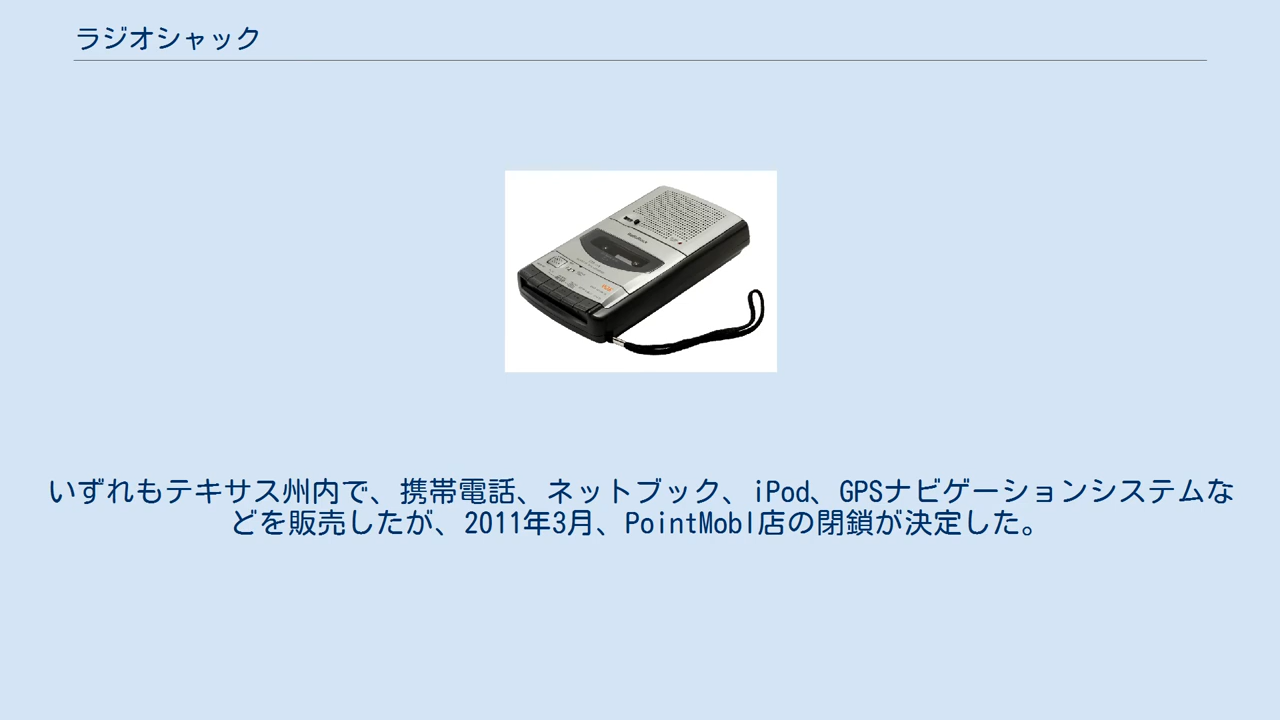 ラジオシャック
いずれもテキサス州内で、携帯電話、ネットブック、iPod、GPSナビゲーションシステムな
どを販売したが、2011年3月、PointMobl店の閉鎖が決定した。